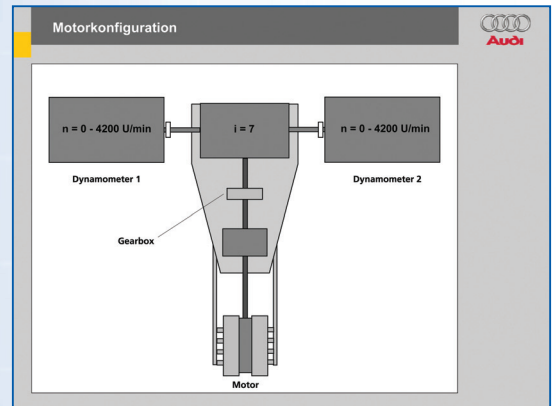 Motorkonfiguration
Audi
n = 0 - 4200 U/min
i = 7
n = 0 - 4200 U/min
Dynamometer 1
Dynamometer 2
Gearbox
Motor